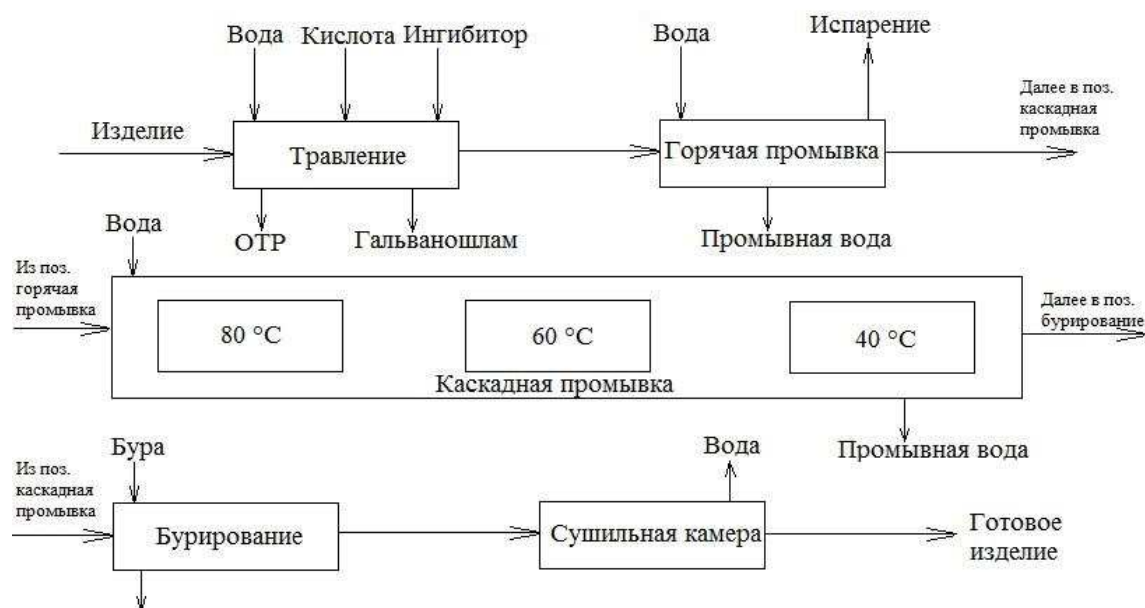 Вода Кислота Ингибитор
Вода
Испарение
Изделие
Травление
Горячая промывка
Далее в поз.
каскадная
промывка
ОТР
Гальваношлам
Промывная вода
Вода
Из поз.
горячая
промывка
80 °C
60 °C
40 °C
Каскадная промывка
Далее в поз.
бурирование
Промывная вода
Из поз.
каскадная
промывка
Бура
Бурирование
Вода
Сушильная камера
Готовое
изделие